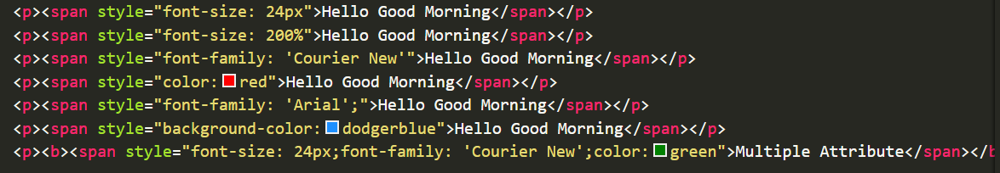 <p><span style="font-size: 24px">Hello Good Morning</span></p>
<p><span style="font-size: 200%">Hello Good Morning</span></p>
<p><span style="font-family: 'Courier New'">Hello Good Morning</span></p>
<p><span style="color:red">Hello Good Morning</span></p>
<p><span style="font-family: 'Arial';">Hello Good Morning</span></p>
<p><span style="background-color:dodgerblue">Hello Good Morning</span></p>
<p><b><span style="font-size: 24px;font-family: 'Courier New';color:green">Multiple Attribute</span></b